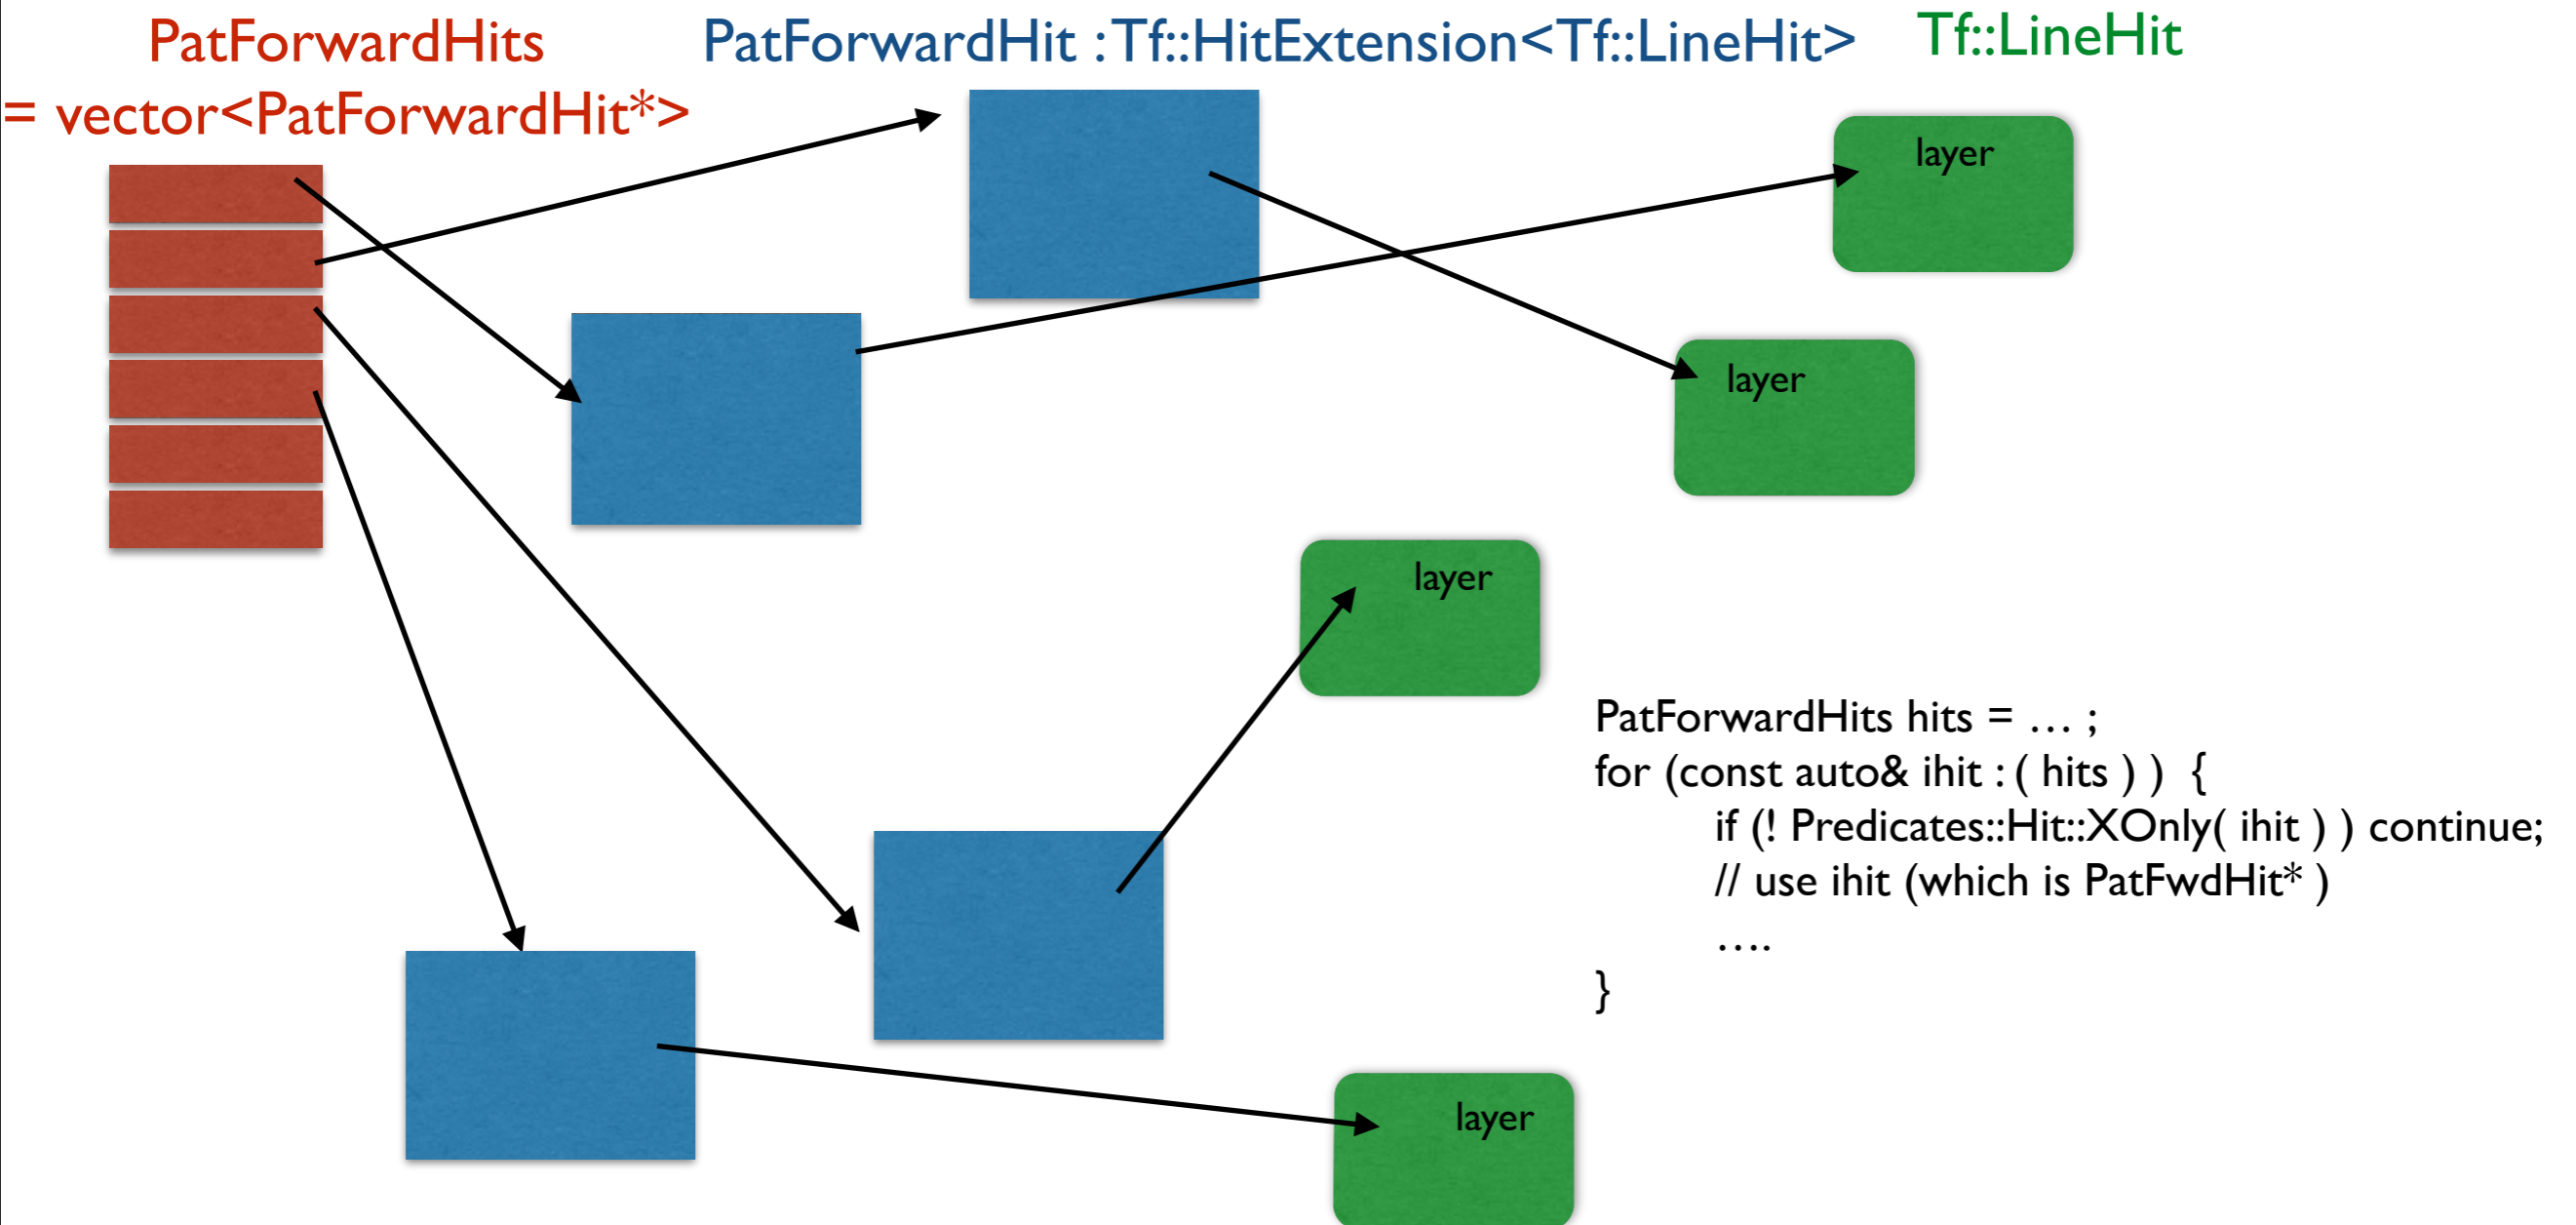 PatForwardHits
= vector<PatForwardHit*>
PatForwardHit : Tf::HitExtension<Tf::LineHit>
Tf::LineHit
layer
layer
layer
layer
PatForwardHits hits = … ;
for (const auto& ihit : ( hits ) ) {
if (! Predicates::Hit::XOnly( ihit ) ) continue;
// use ihit (which is PatFwdHit* )
….
}